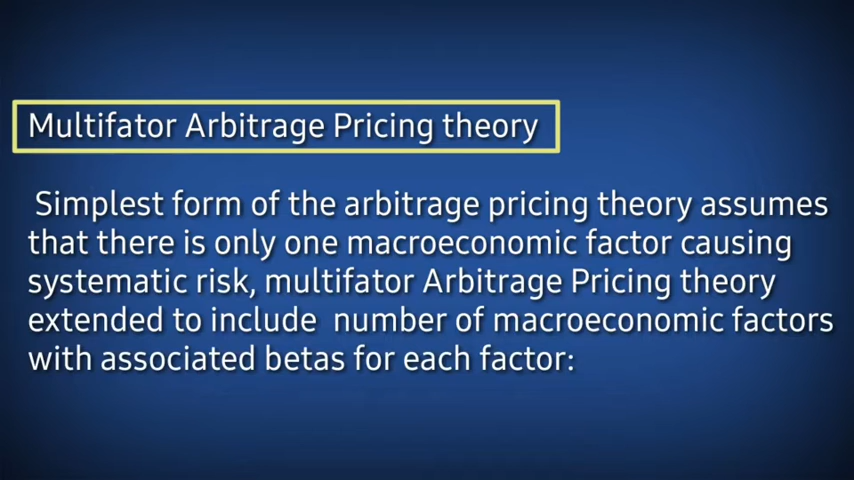 Multifator Arbitrage Pricing theory
Simplest form of the arbitrage pricing theory assumes
that there is only one macroeconomic factor causing
systematic risk, multifator Arbitrage Pricing theory
extended to include number of macroeconomic factors
with associated betas for each factor: